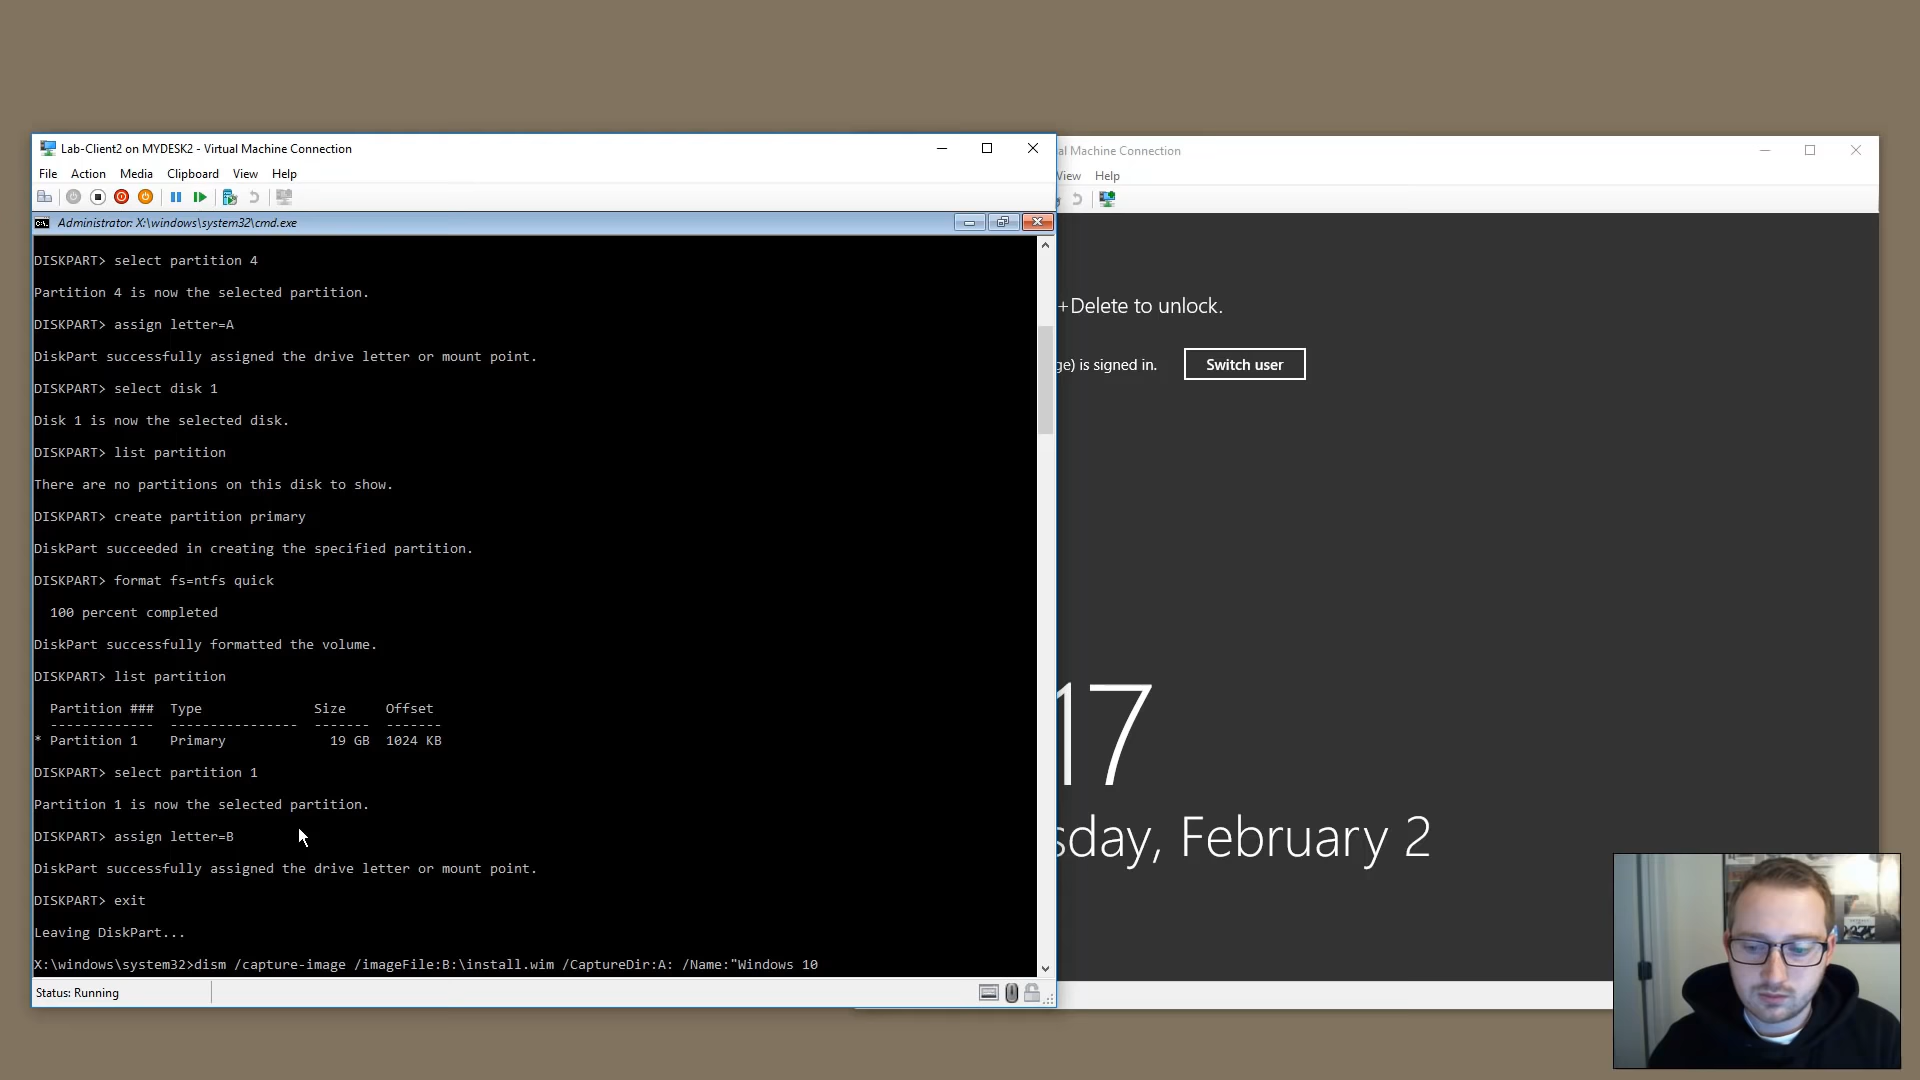 Lab-Client2 on MYDESK2 - Virtual Machine Connection
File Action Media View Clipboard View Help
Administrator: X:\windows\system32\cmd.exe
DISKPART> select partition 4
Partition 4 is now the selected partition.
DISKPART> assign letter=A
DiskPart successfully assigned the drive letter or mount point.
DISKPART> select disk 1
Disk 1 is now the selected disk.
DISKPART> list partition
There are no partitions on this disk to show.
DISKPART> create partition primary
DiskPart succeeded in creating the specified partition.
DISKPART> format fs=ntfs quick
100 percent completed
DiskPart successfully formatted the volume.
DISKPART> list partition
Partition ### Type Size Offset
------------- ---------------- ------- -------
* Partition 1 Primary 19 GB 1024 KB
DISKPART> select partition 1
Partition 1 is now the selected partition.
DISKPART> assign letter=B
DiskPart successfully assigned the drive letter or mount point.
DISKPART> exit
Leaving DiskPart...
X:\windows\system32>dism /capture-image /imageFile:B:\install.wim /CaptureDir:A: /Name:"Windows 10
Status: Running
al Machine Connection
View Help
+Delete to unlock.
ge) is signed in.
Switch user
17
sday, February 2